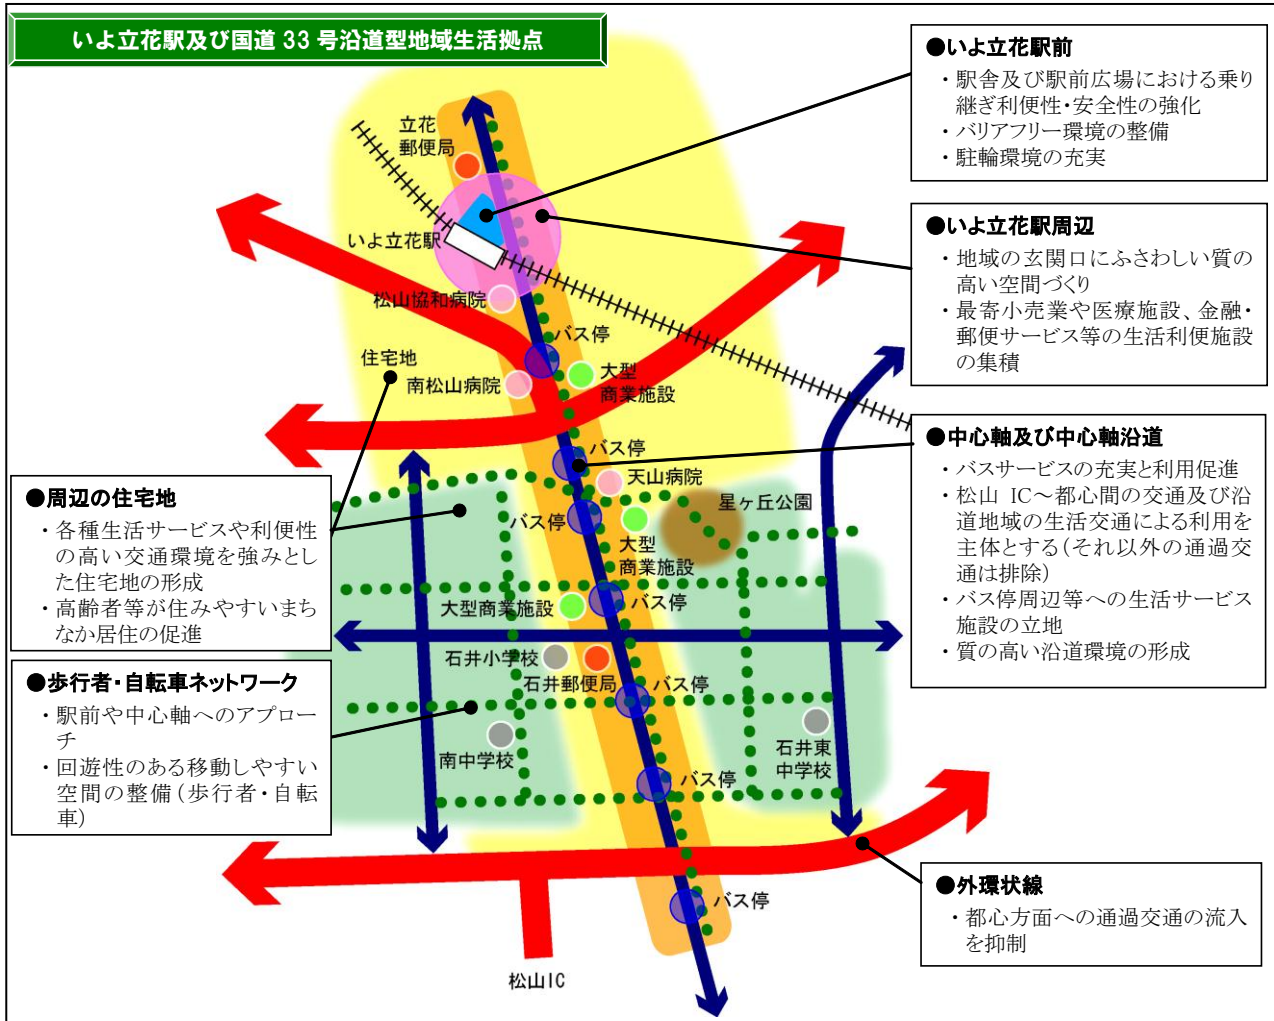 いよ立花駅及び国道 33 号沿道型地域生活拠点
●いよ立花駅前
・駅舎及び駅前広場における乗り
継ぎ利便性・安全性の強化
・バリアフリー環境の整備
・駐輪環境の充実
●いよ立花駅周辺
・地域の玄関口にふさわしい質の
高い空間づくり
・最寄小売業や医療施設、金融・
郵便サービス等の生活利便施設
の集積
●中心軸及び中心軸沿道
・バスサービスの充実と利用促進
・松山 IC～都心間の交通及び沿
道地域の生活交通による利用を
主体とする（それ以外の通過交
通は排除）
・バス停周辺等への生活サービス
施設の立地
・質の高い沿道環境の形成
●外環状線
・都心方面への通過交通の流入
を抑制
●周辺の住宅地
・各種生活サービスや利便性
の高い交通環境を強みとし
た住宅地の形成
・高齢者等が住みやすいまち
なか居住の促進
●歩行者・自転車ネットワーク
・駅前や中心軸へのアプロー
チ
・回遊性のある移動しやすい
空間の整備（歩行者・自転
車）
立花
郵便局
いよ立花駅
松山協和病院
バス停
住宅地
南松山病院
大型
商業施設
バス停
天山病院
星ヶ丘公園
バス停
大型
商業施設
大型商業施設
バス停
石井小学校
石井郵便局
バス停
南中学校
石井東
中学校
バス停
バス停
松山IC